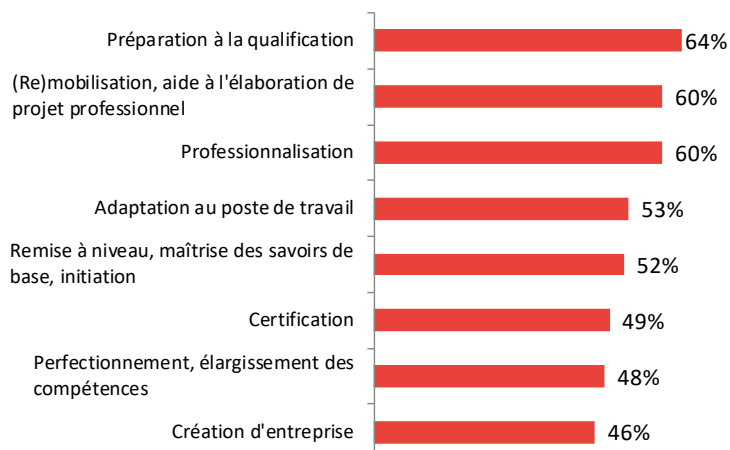 Préparation à la qualification 64%
(Re)mobilisation, aide à l'élaboration de
projet professionnel 60%
Professionnalisation 60%
Adaptation au poste de travail 53%
Remise à niveau, maîtrise des savoirs de
base, initiation 52%
Certification 49%
Perfectionnement, élargissement des
compétences 48%
Création d'entreprise 46%